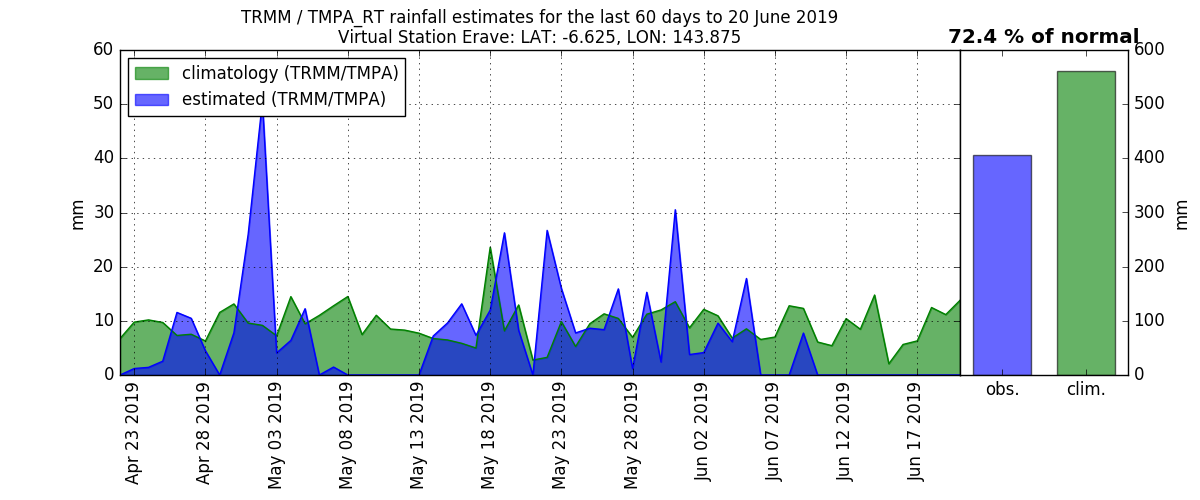 TRMM / TMPA_RT rainfall estimates for the last 60 days to 20 June 2019
Virtual Station Erave: LAT: -6.625, LON: 143.875
72.4 % of normal
climatology (TRMM/TMPA)
estimated (TRMM/TMPA)
mm
60
50
40
30
20
10
0
Apr 23 2019
Apr 28 2019
May 03 2019
May 08 2019
May 13 2019
May 18 2019
May 23 2019
May 28 2019
Jun 02 2019
Jun 07 2019
Jun 12 2019
Jun 17 2019
obs.
clim.
600
500
400
300
200
100
0
mm